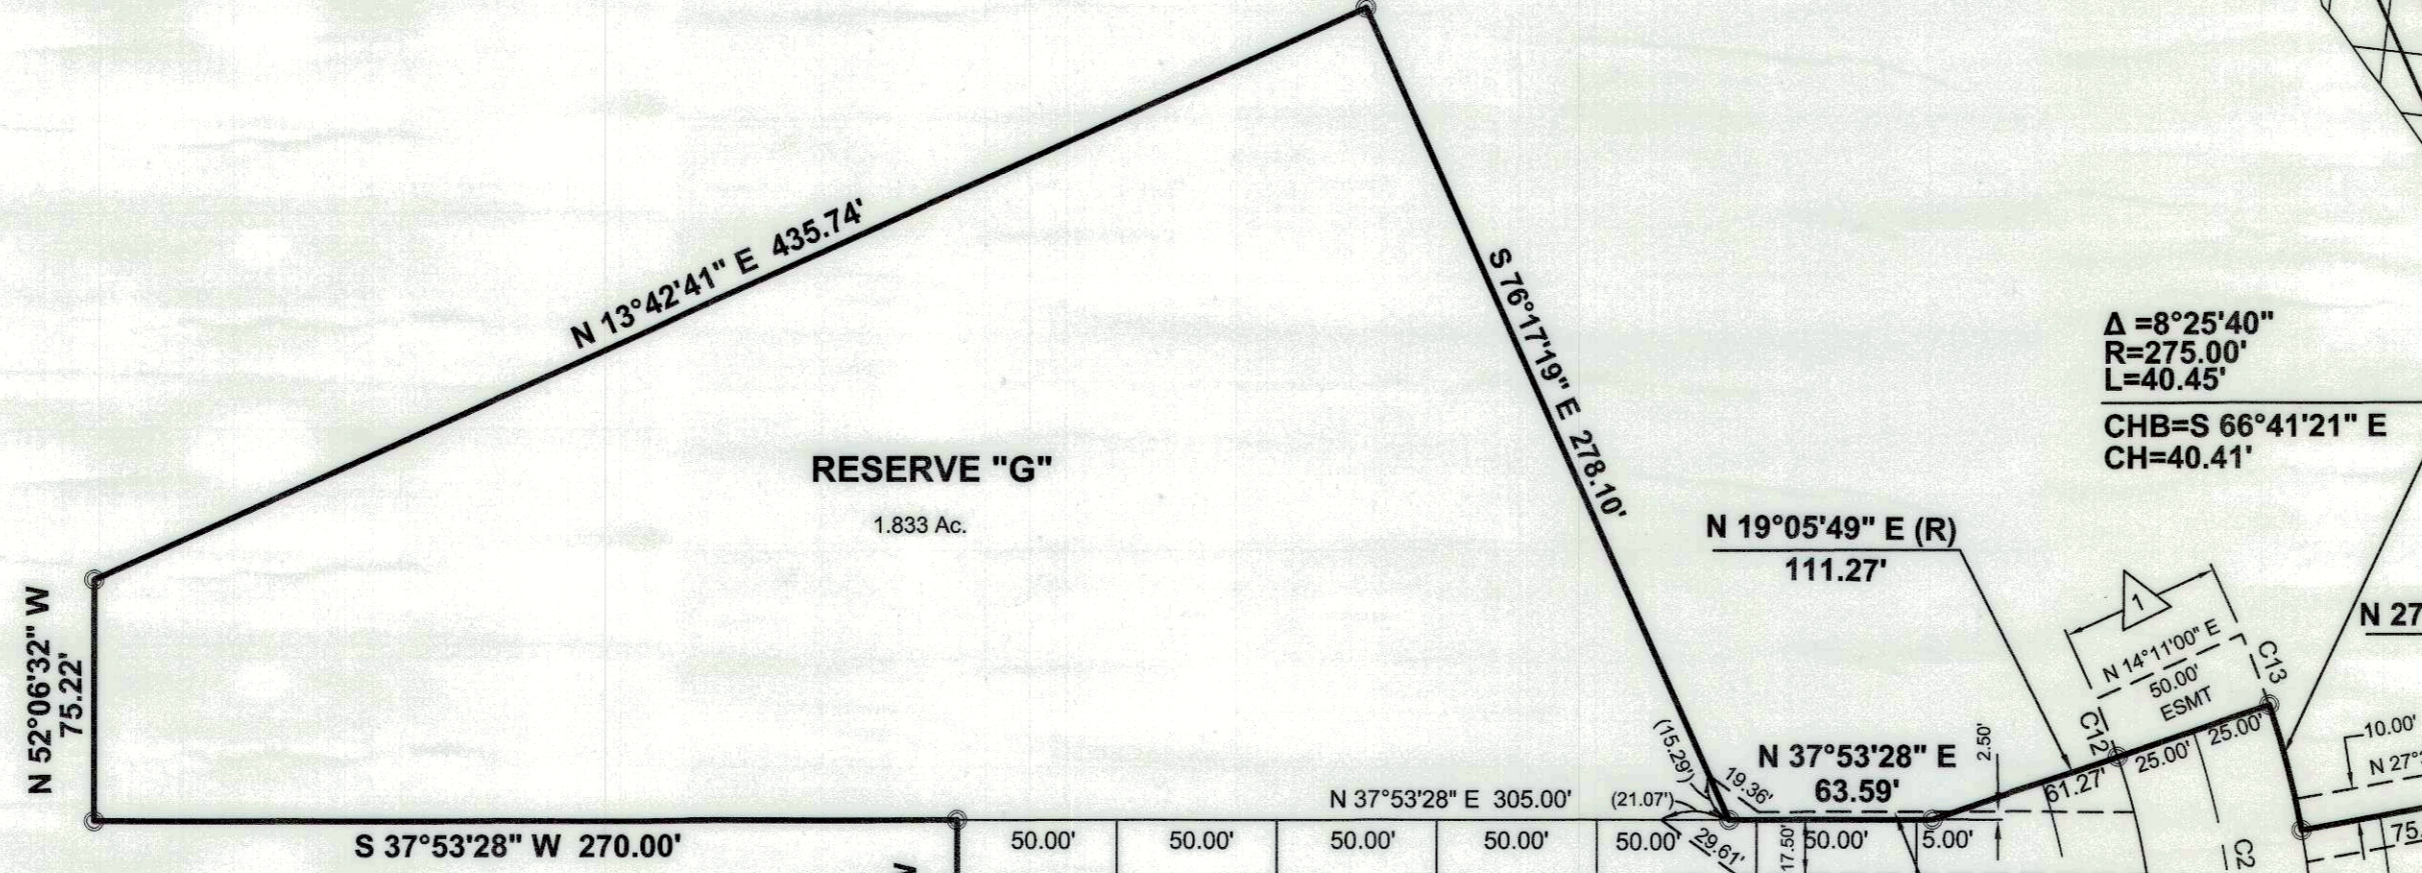 N 13°42'41" E 435.74'
S 76°17'19" E 278.10'
Δ =8°25'40"
R=275.00'
L=40.45'
CHB=S 66°41'21" E
CH=40.41'
RESERVE "G"
1.833 Ac.
N 19°05'49" E (R)
111.27'
1
N 14°11'00" E
50.00'
ESMT
C13
C12
N 27
N 52°06'32" W
75.22'
25.00'
25.00'
61.27'
10.00'
N 27°
2.50'
(15.29')
19.36'
N 37°53'28" E
63.59'
N 37°53'28" E 305.00'
(21.07')
S 37°53'28" W 270.00'
50.00'
50.00'
50.00'
50.00'
50.00'
29.61'
17.50'
50.00'
5.00'
C2
75.